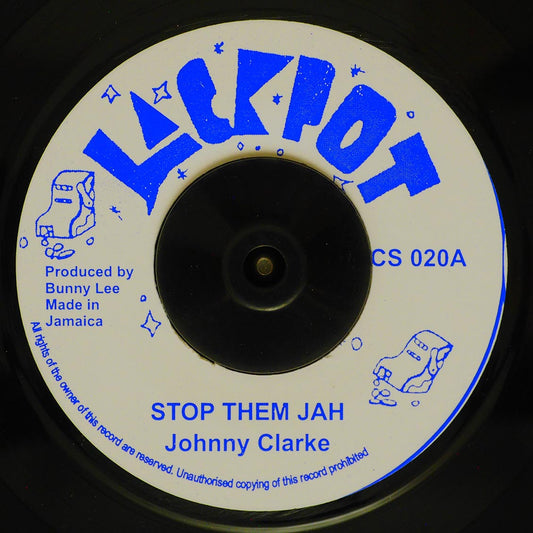 JACKPOT
CS 020A
Produced by
Bunny Lee
Made in
Jamaica
STOP THEM JAH
Johnny Clarke
All rights of the owner of this record are reserved. Unauthorised copying of this record prohibited